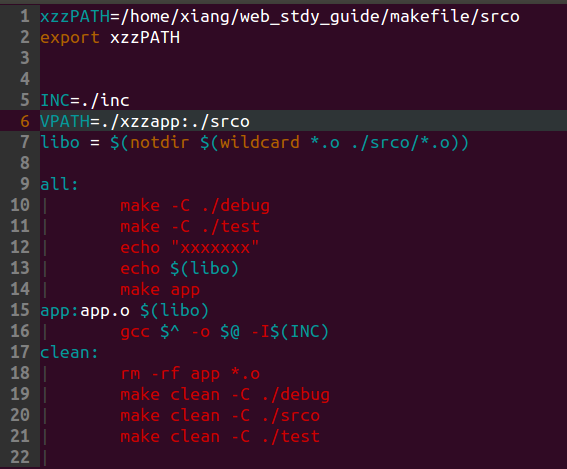 1 xzzPATH=/home/xiang/web_stdy_guide/makefile/srco
2 export xzzPATH
3
4
5 INC=./inc
6 VPATH=./xzzapp:./srco
7 libo = $(notdir $(wildcard *.o ./srco/*.o))
8
9 all:
10 |       make -C ./debug
11 |       make -C ./test
12 |       echo "xxxxxxx"
13 |       echo $(libo)
14 |       make app
15 app:app.o $(libo)
16 |       gcc $^ -o $@ -I$(INC)
17 clean:
18 |       rm -rf app *.o
19 |       make clean -C ./debug
20 |       make clean -C ./srco
21 |       make clean -C ./test
22 |